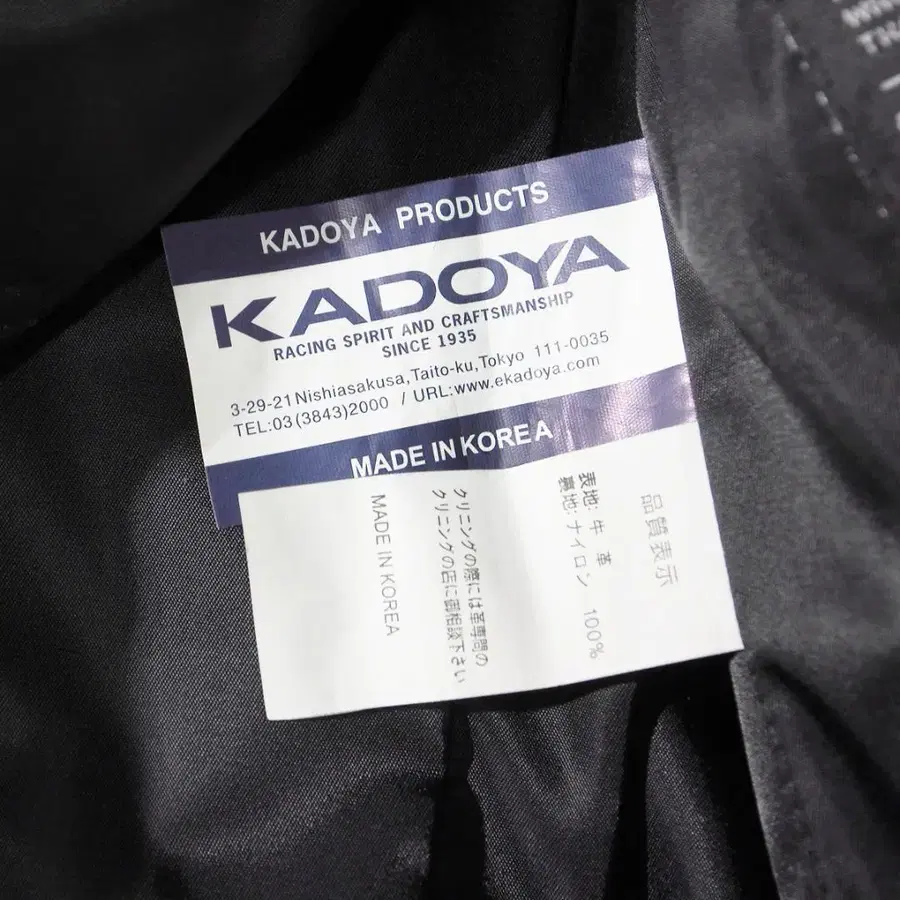 KADOYA PRODUCTS
KADOYA
RACING SPIRIT AND CRAFTSMANSHIP
SINCE 1935
3-29-21 Nishiasakusa, Taito-ku, Tokyo 111-0035
TEL:03(3843)2000 / URL:www.ekadoya.com
MADE IN KOREA
品質表示
表地: 牛 革
裏地: ナイロン 100%
クリニングの際には革専門の
クリニングの店に御相談下さい
MADE IN KOREA